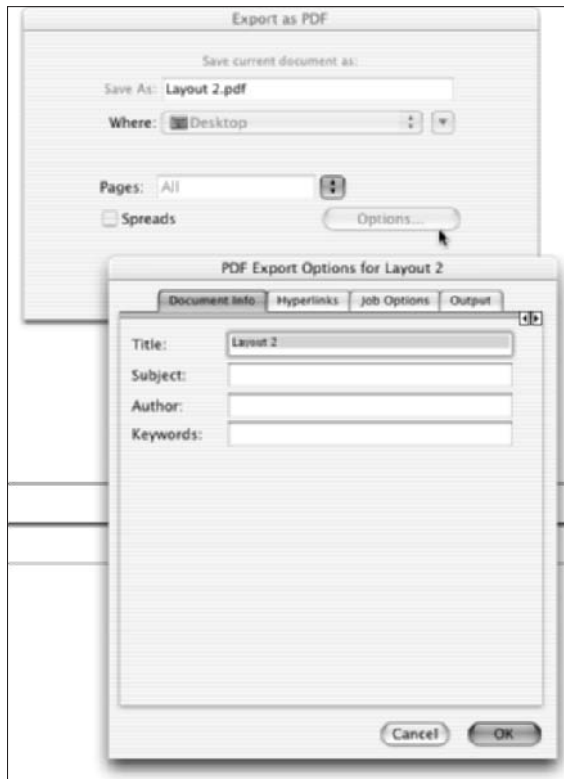 Export as PDF
Save current document as:
Save As: Layout 2.pdf
Where: Desktop
Pages: All
Spreads
Options...
PDF Export Options for Layout 2
Document Info Hyperlinks Job Options Output
Title: Layout 2
Subject:
Author:
Keywords:
Cancel OK